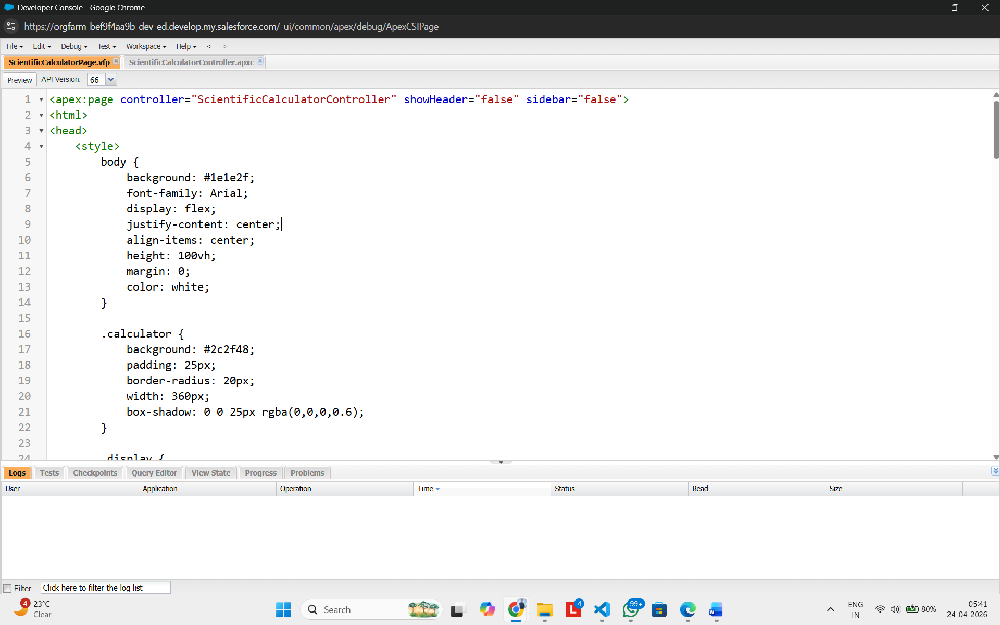 Developer Console - Google Chrome
https://orgfarm-bef9f4aa9b-dev-ed.develop.my.salesforce.com/_ui/common/apex/debug/ApexCSIPage
File Edit Debug Test Workspace Help < >
ScientificCalculatorPage.vfp ScientificCalculatorController.apxc
Preview API Version: 66
1 <apex:page controller="ScientificCalculatorController" showHeader="false" sidebar="false">
2 <html>
3 <head>
4 <style>
5 body {
6 background: #1e1e2f;
7 font-family: Arial;
8 display: flex;
9 justify-content: center;
10 align-items: center;
11 height: 100vh;
12 margin: 0;
13 color: white;
14 }
15
16 .calculator {
17 background: #2c2f48;
18 padding: 25px;
19 border-radius: 20px;
20 width: 360px;
21 box-shadow: 0 0 25px rgba(0,0,0,0.6);
22 }
23
24 display {
Logs Tests Checkpoints Query Editor View State Progress Problems
User Application Operation Time Status Read Size
Filter Click here to filter the log list
4 23°C
Clear
Search
4
99+
ENG
IN
80%
05:41
24-04-2026